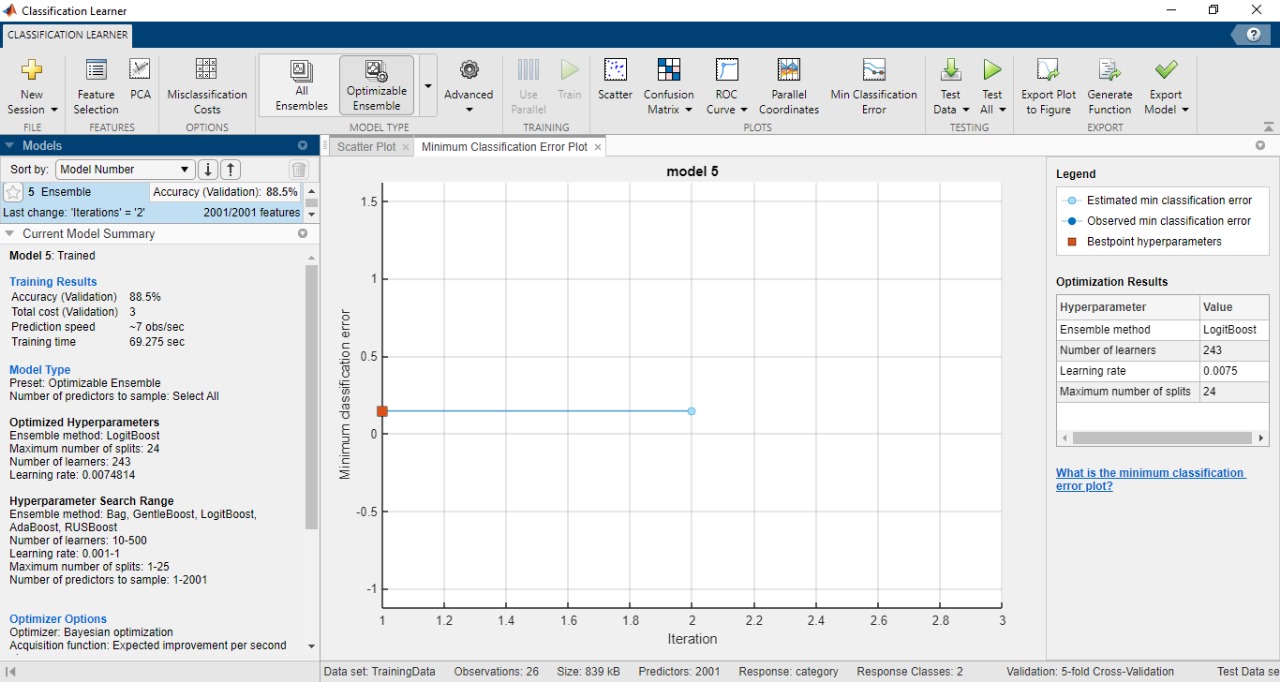 Classification Learner
CLASSIFICATION LEARNER
?
New Session
Feature Selection
PCA
Misclassification Costs
All Ensembles
Optimizable Ensemble
Advanced
Use Parallel
Train
Scatter
Confusion Matrix
ROC Curve
Parallel Coordinates
Min Classification Error
Test Data
Test All
Export Plot to Figure
Generate Function
Export Model
FILE
FEATURES
OPTIONS
MODEL TYPE
TRAINING
PLOTS
TESTING
EXPORT
Models
Sort by: Model Number
5 Ensemble Accuracy (Validation): 88.5%
Last change: 'Iterations' = '2' 2001/2001 features
Current Model Summary
Model 5: Trained
Training Results
Accuracy (Validation) 88.5%
Total cost (Validation) 3
Prediction speed ~7 obs/sec
Training time 69.275 sec
Model Type
Preset: Optimizable Ensemble
Number of predictors to sample: Select All
Optimized Hyperparameters
Ensemble method: LogitBoost
Maximum number of splits: 24
Number of learners: 243
Learning rate: 0.0074814
Hyperparameter Search Range
Ensemble method: Bag, GentleBoost, LogitBoost,
AdaBoost, RUSBoost
Number of learners: 10-500
Learning rate: 0.001-1
Maximum number of splits: 1-25
Number of predictors to sample: 1-2001
Optimizer Options
Optimizer: Bayesian optimization
Acquisition function: Expected improvement per second
Scatter Plot
Minimum Classification Error Plot
model 5
Minimum classification error
1.5
1
0.5
0
-0.5
-1
1 1.2 1.4 1.6 1.8 2 2.2 2.4 2.6 2.8 3
Iteration
Legend
Estimated min classification error
Observed min classification error
Bestpoint hyperparameters
Optimization Results
Hyperparameter Value
Ensemble method LogitBoost
Number of learners 243
Learning rate 0.0075
Maximum number of splits 24
What is the minimum classification
error plot?
Data set: TrainingData Observations: 26 Size: 839 kB Predictors: 2001 Response: category Response Classes: 2 Validation: 5-fold Cross-Validation Test Data se